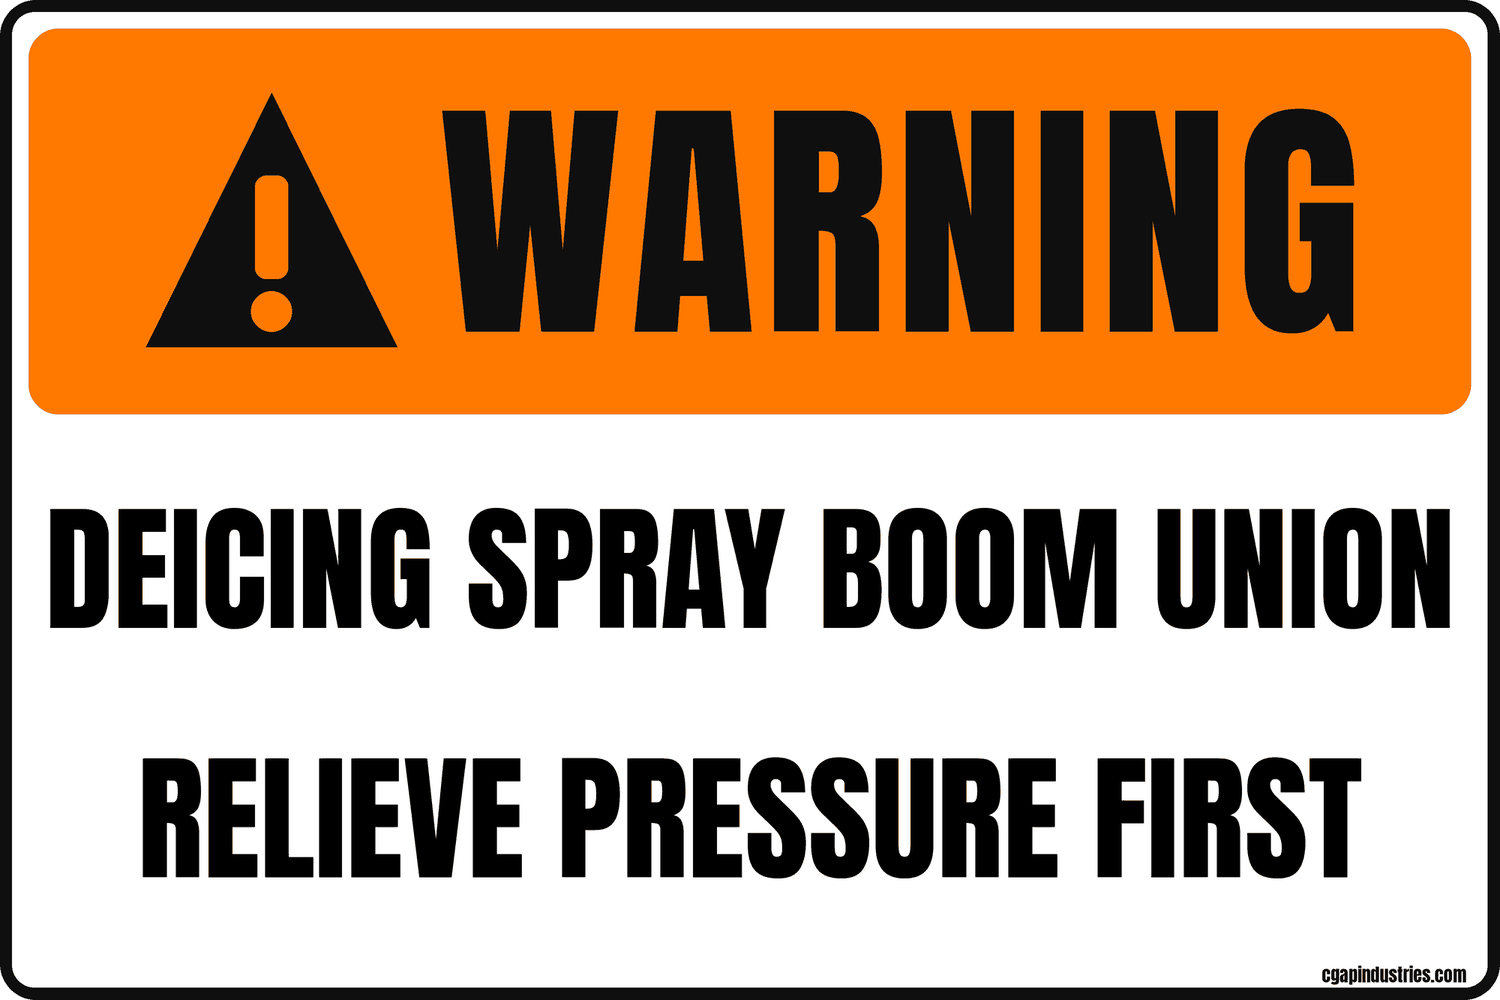 WARNING
DEICING SPRAY BOOM UNION
RELIEVE PRESSURE FIRST
cgapindustries.com